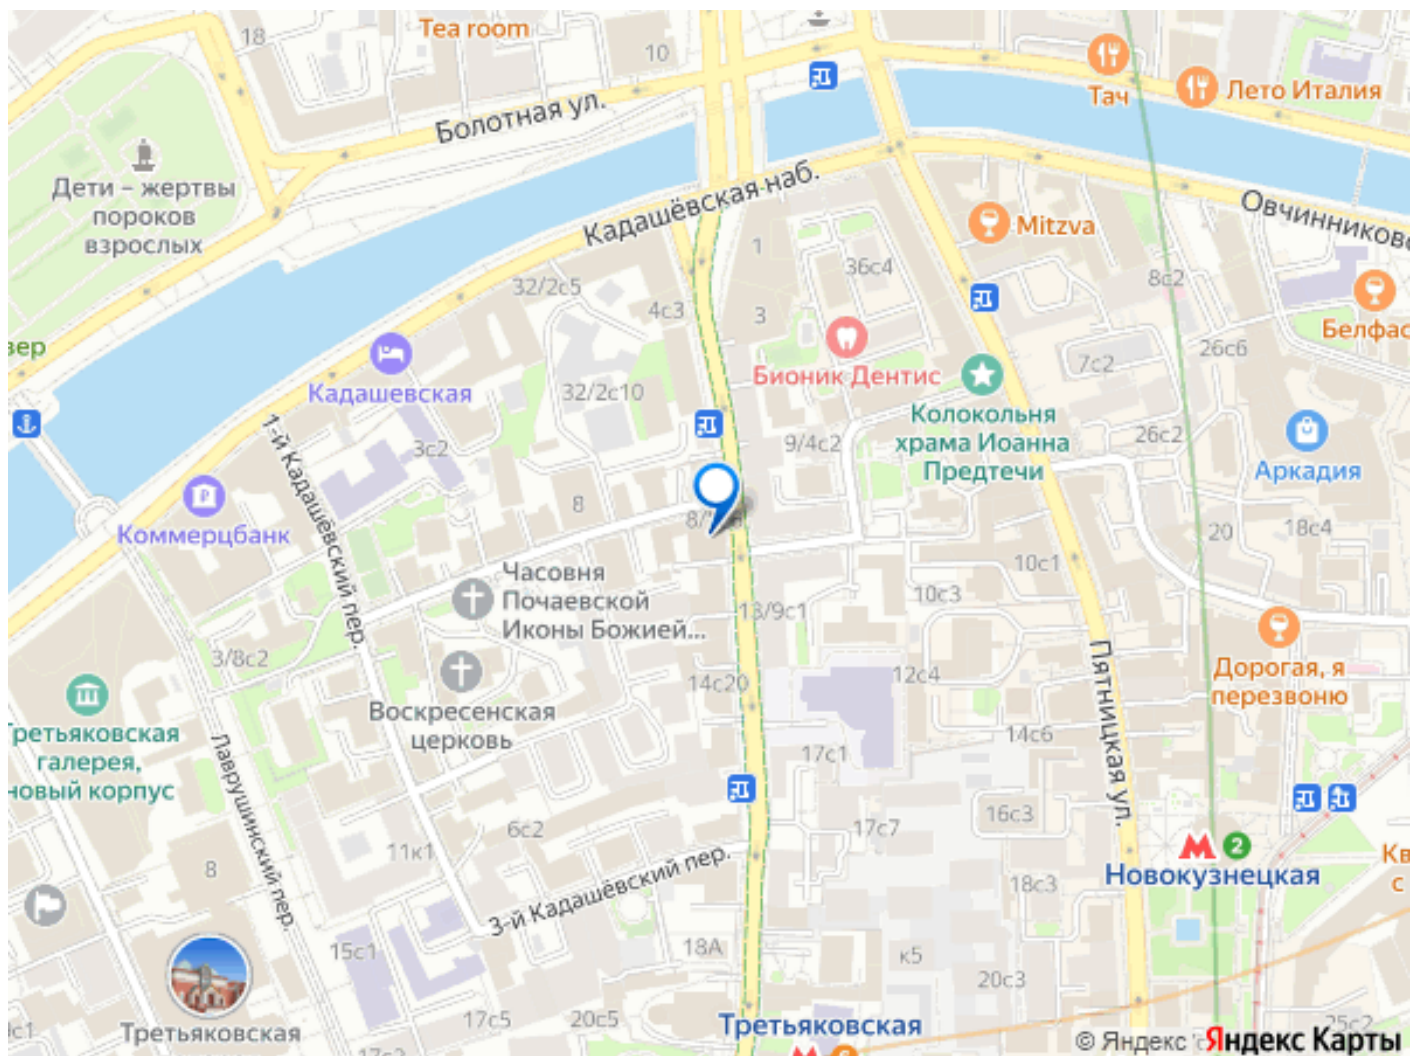 18
Tea room
10
Тач
Лето Италия
Болотная ул.
Дети – жертвы
пороков
взрослых
Кадашёвская наб.
Mitzva
Овчинниковс
1
36с4
8с2
32/2с5
4с3
3
Белфас
вер
Бионик Дентис
7с2
26с6
Кадашевская
32/2с10
Колокольня
храма Иоанна
Предтечи
1-й Кадашёвский пер.
3с2
9/4с2
26с2
Аркадия
Коммерцбанк
8
20
18с4
Часовня
Почаевской
Иконы Божией...
10с1
10с3
13/9с1
3/8с2
Воскресенская
церковь
14с20
12с4
Дорогая, я
перезвоню
Третьяковская
галерея,
новый корпус
Лаврушинский пер.
Пятницкая ул.
17с1
14с6
6с2
17с7
16с3
11к1
8
3-й Кадашёвский пер.
2
Новокузнецкая
Кв
с
18с3
15с1
18А
к5
20с3
Третьяковская
17с5
20с5
Третьяковская
25с2
17с2
© Яндекс
Яндекс Карты